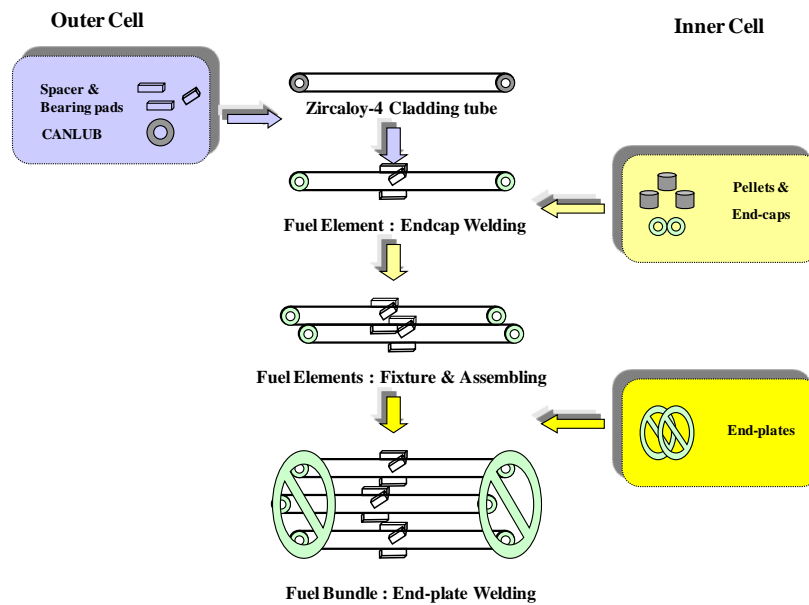 Outer Cell
Inner Cell
Spacer &
Bearing pads
CANLUB
Zircaloy-4 Cladding tube
Pellets &
End-caps
Fuel Element : Endcap Welding
Fuel Elements : Fixture & Assembling
End-plates
Fuel Bundle : End-plate Welding